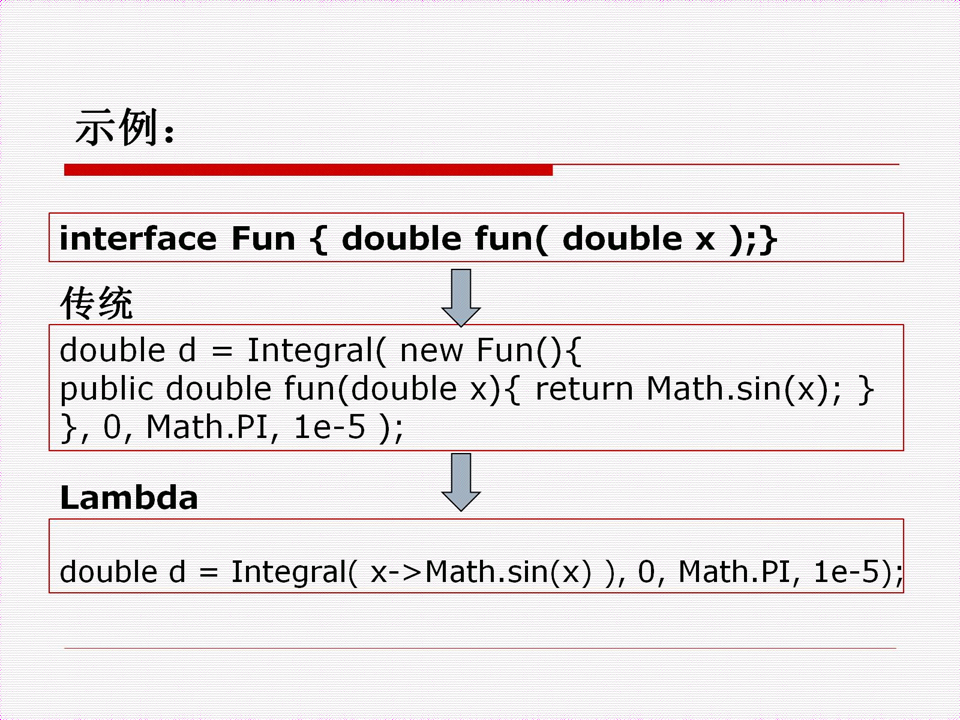 示例：
interface Fun { double fun( double x );}
传统
double d = Integral( new Fun(){
public double fun(double x){ return Math.sin(x); }
}, 0, Math.PI, 1e-5 );
Lambda
double d = Integral( x->Math.sin(x) ), 0, Math.PI, 1e-5);